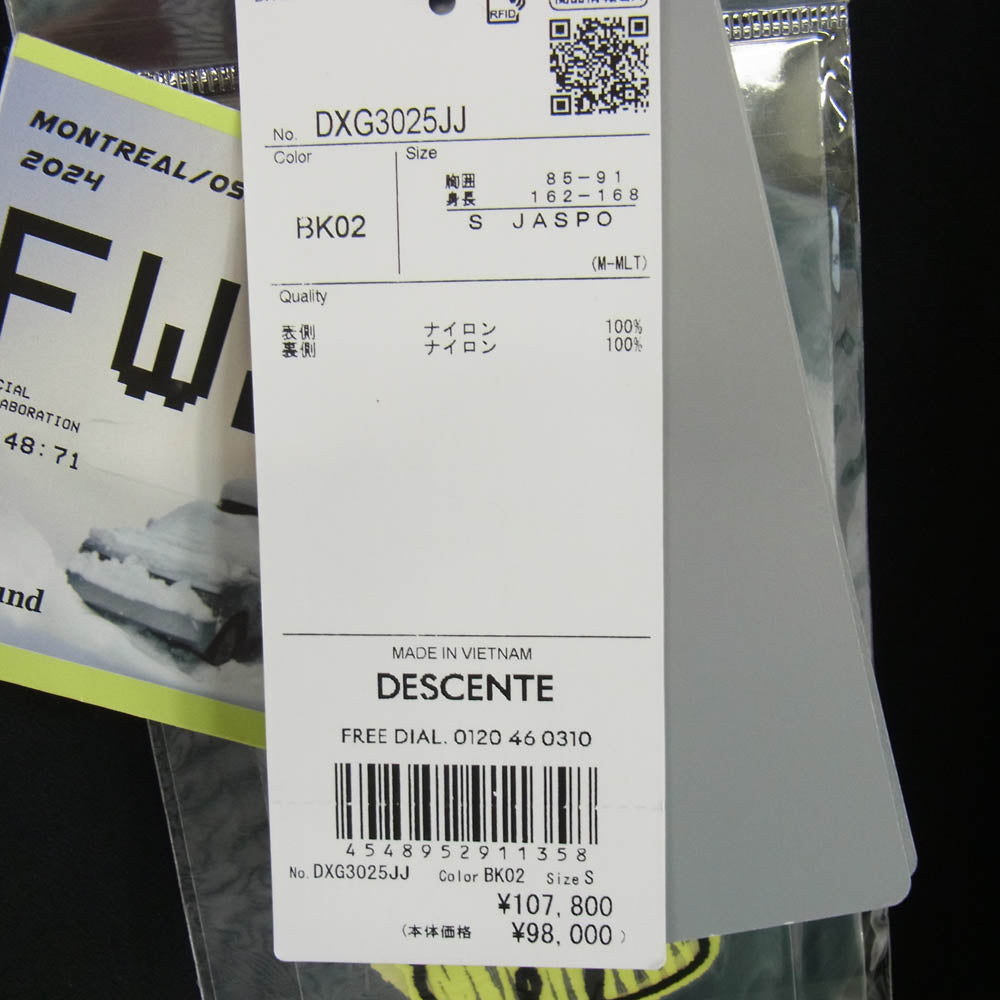 RFID
No. DXG3025JJ
Color
BK02
Size
胸囲 85-91
身長 162-168
S JASPO
(M-MLT)
Quality
表側 ナイロン 100%
裏側 ナイロン 100%
MADE IN VIETNAM
DESCENTE
FREE DIAL. 0120 46 0310
4548952911358
No. DXG3025JJ Color BK02 Size S
¥107,800
(本体価格 ¥98,000)
MONTREAL/OS
2024
FW
48:71